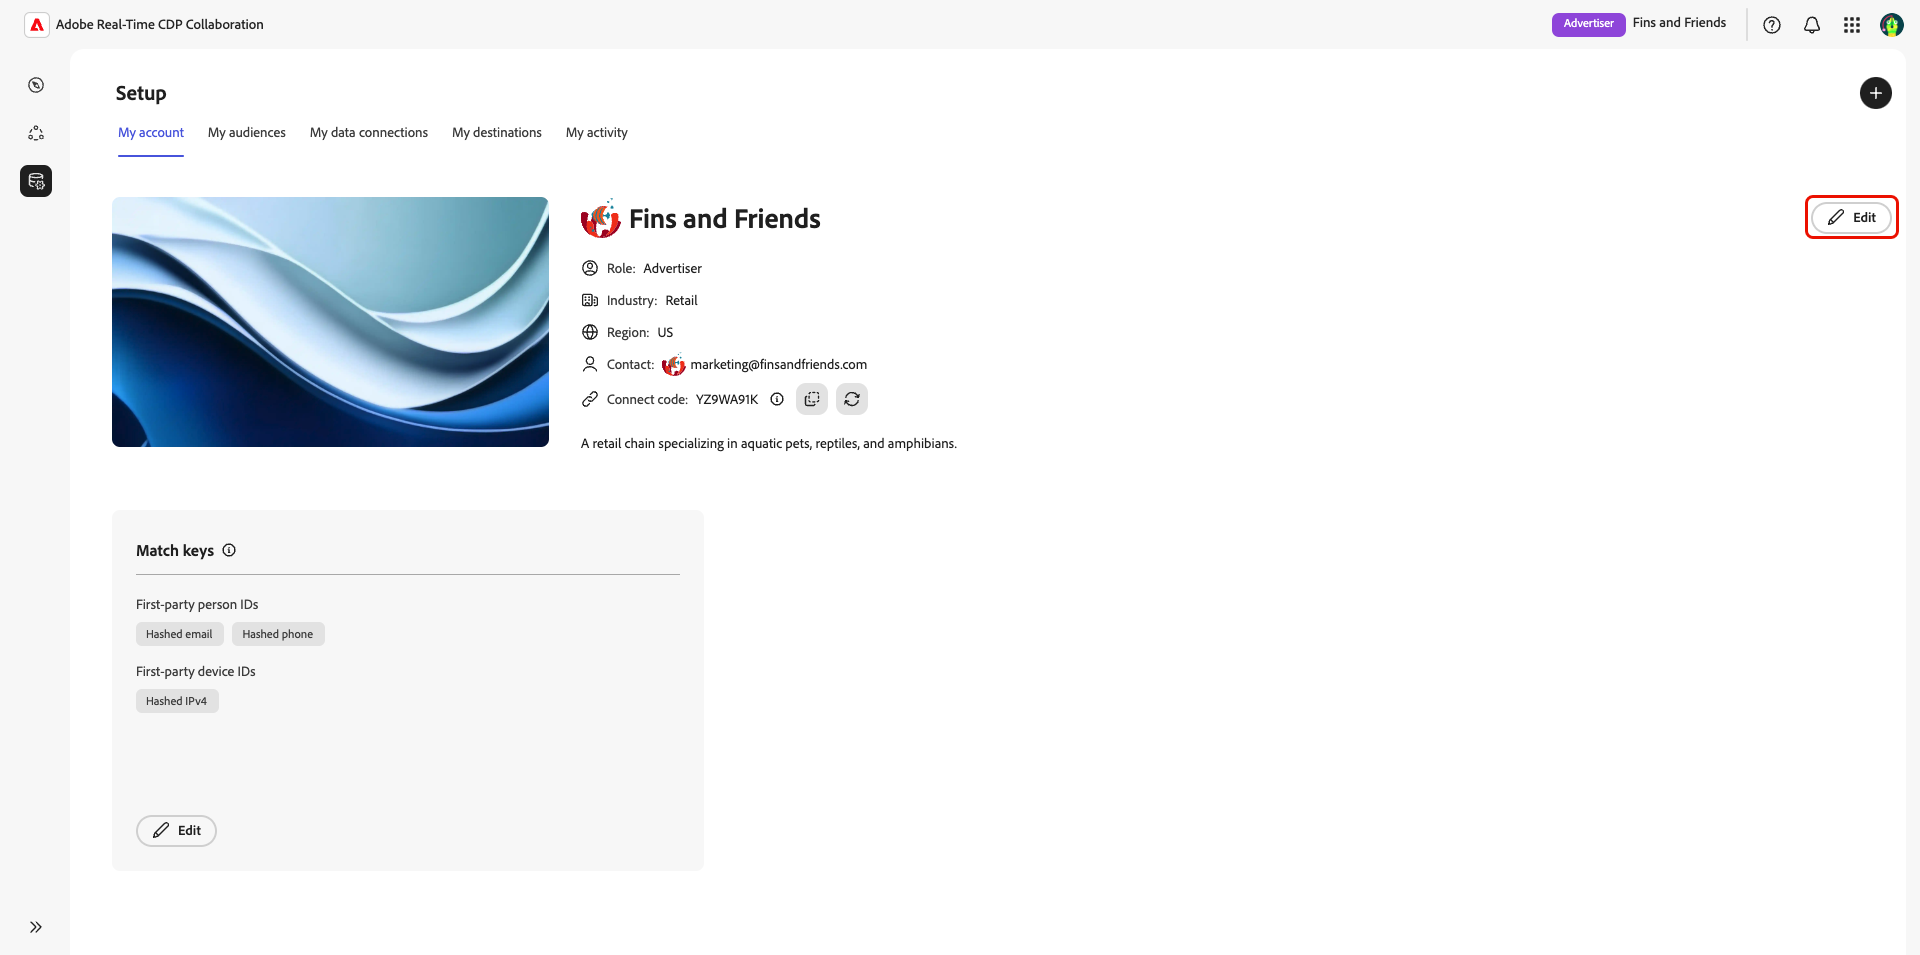 Adobe Real-Time CDP Collaboration
Advertiser Fins and Friends
Setup
My account My audiences My data connections My destinations My activity
Fins and Friends
Edit
Role: Advertiser
Industry: Retail
Region: US
Contact: marketing@finsandfriends.com
Connect code: YZ9WA91K
A retail chain specializing in aquatic pets, reptiles, and amphibians.
Match keys
First-party person IDs
Hashed email Hashed phone
First-party device IDs
Hashed IPv4
Edit